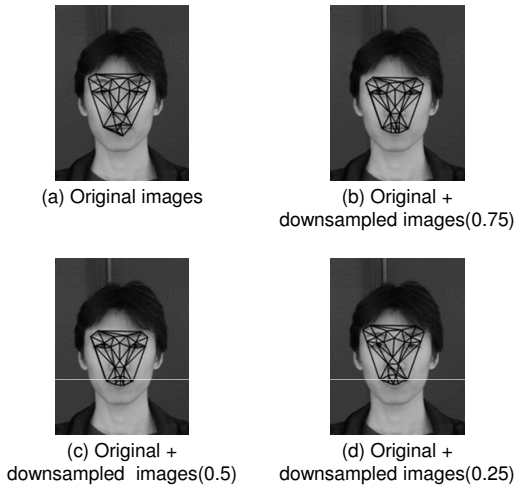 (a) Original images
(b) Original +
downsampled images(0.75)
(c) Original +
downsampled  images(0.5)
(d) Original +
downsampled images(0.25)